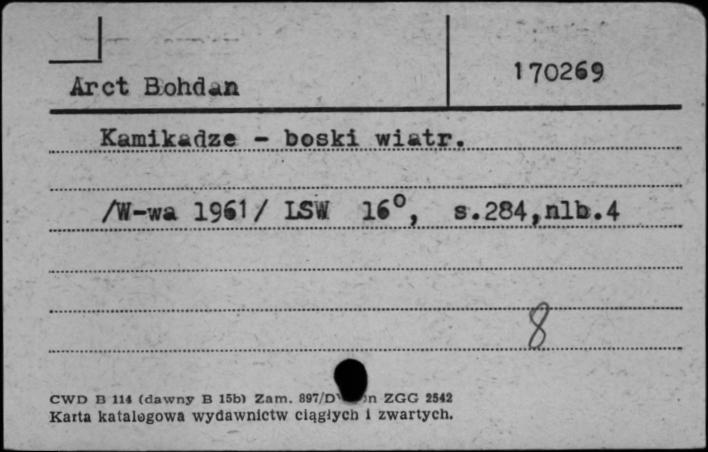 Arct Bohdan
170269
Kamikadze - boski wiatr.
/W-wa 1961/ LSW 16°, s.284,nlb.4
8
CWD B 114 (dawny B 15b) Zam. 897/D ZGG 2542
Karta katalogowa wydawnictw ciągłych i zwartych.